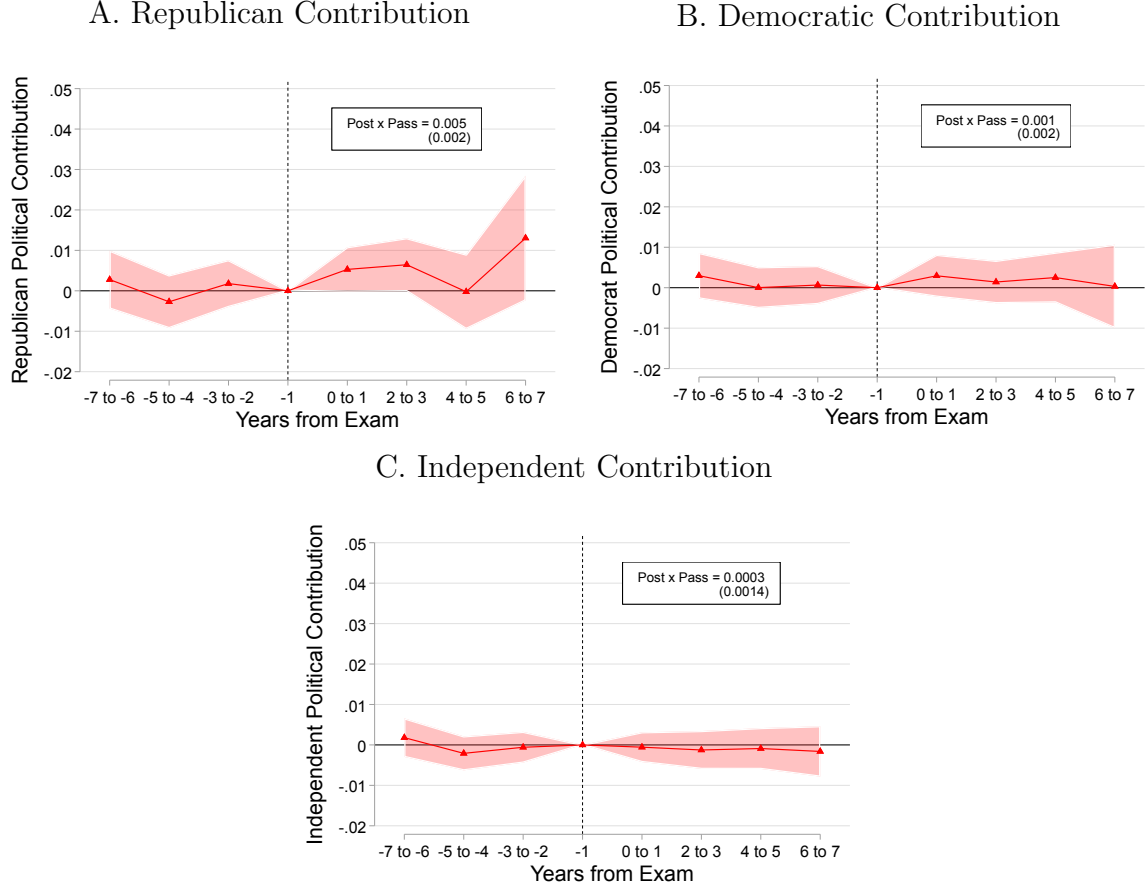 A. Republican Contribution
Republican Political Contribution
.05
.04
.03
.02
.01
0
-.01
-.02
Post x Pass = 0.005
(0.002)
-7 to -6 -5 to -4 -3 to -2 -1 0 to 1 2 to 3 4 to 5 6 to 7
Years from Exam
B. Democratic Contribution
Democrat Political Contribution
.05
.04
.03
.02
.01
0
-.01
-.02
Post x Pass = 0.001
(0.002)
-7 to -6 -5 to -4 -3 to -2 -1 0 to 1 2 to 3 4 to 5 6 to 7
Years from Exam
C. Independent Contribution
Independent Political Contribution
.05
.04
.03
.02
.01
0
-.01
-.02
Post x Pass = 0.0003
(0.0014)
-7 to -6 -5 to -4 -3 to -2 -1 0 to 1 2 to 3 4 to 5 6 to 7
Years from Exam